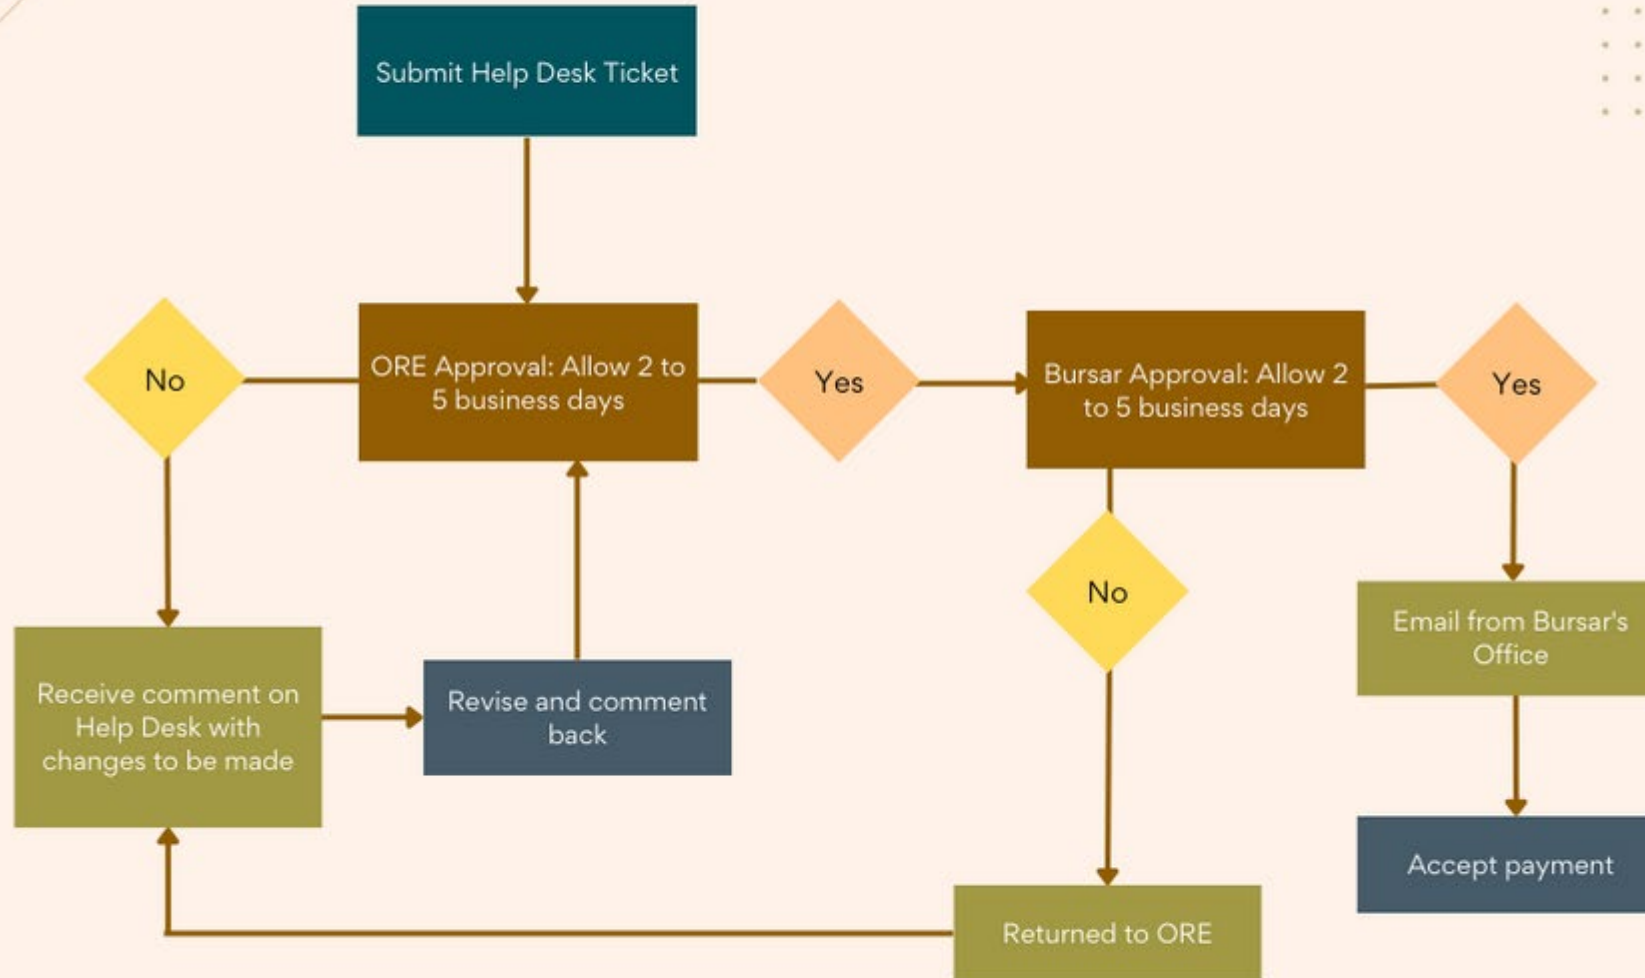 Submit Help Desk Ticket
No
ORE Approval: Allow 2 to
5 business days
Yes
Bursar Approval: Allow 2
to 5 business days
Yes
No
Email from Bursar's
Office
Receive comment on
Help Desk with
changes to be made
Revise and comment
back
Accept payment
Returned to ORE